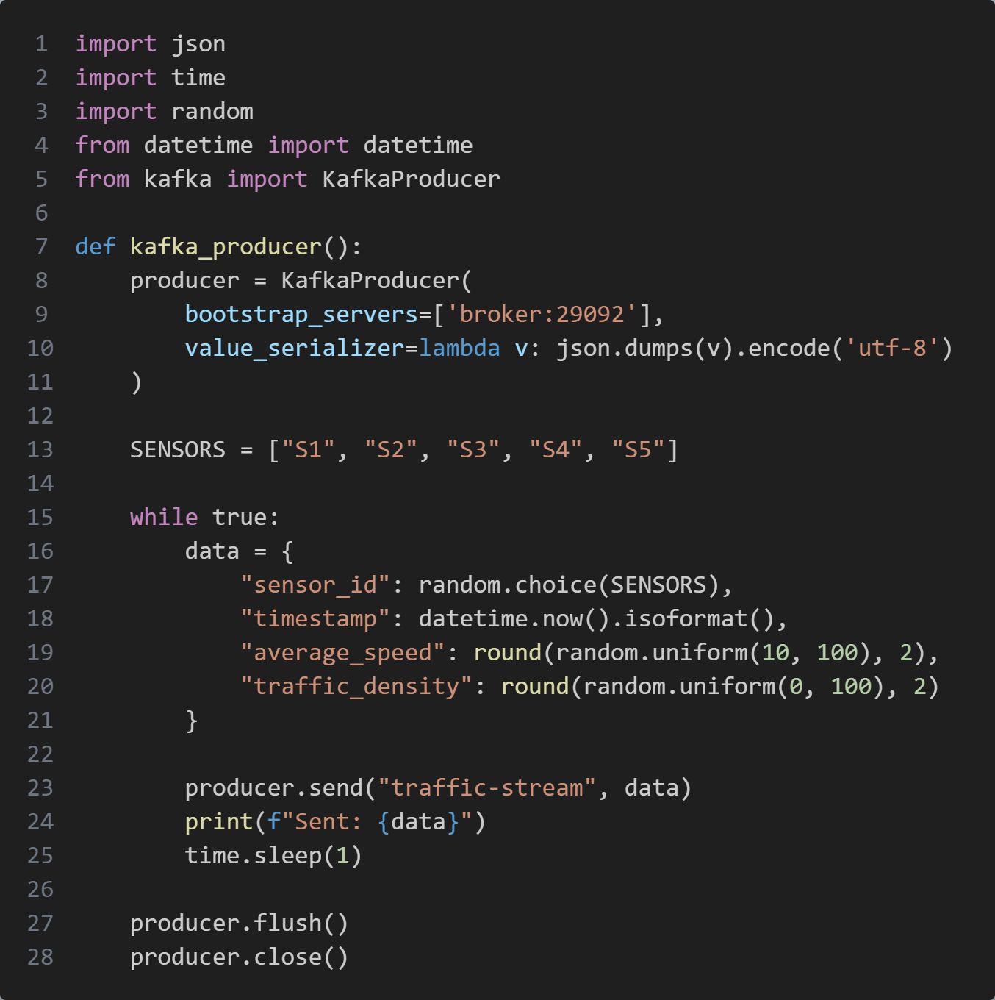 1 import json
2 import time
3 import random
4 from datetime import datetime
5 from kafka import KafkaProducer
6
7 def kafka_producer():
8     producer = KafkaProducer(
9         bootstrap_servers=['broker:29092'],
10         value_serializer=lambda v: json.dumps(v).encode('utf-8')
11     )
12
13     SENSORS = ["S1", "S2", "S3", "S4", "S5"]
14
15     while true:
16         data = {
17             "sensor_id": random.choice(SENSORS),
18             "timestamp": datetime.now().isoformat(),
19             "average_speed": round(random.uniform(10, 100), 2),
20             "traffic_density": round(random.uniform(0, 100), 2)
21         }
22
23         producer.send("traffic-stream", data)
24         print(f"Sent: {data}")
25         time.sleep(1)
26
27     producer.flush()
28     producer.close()